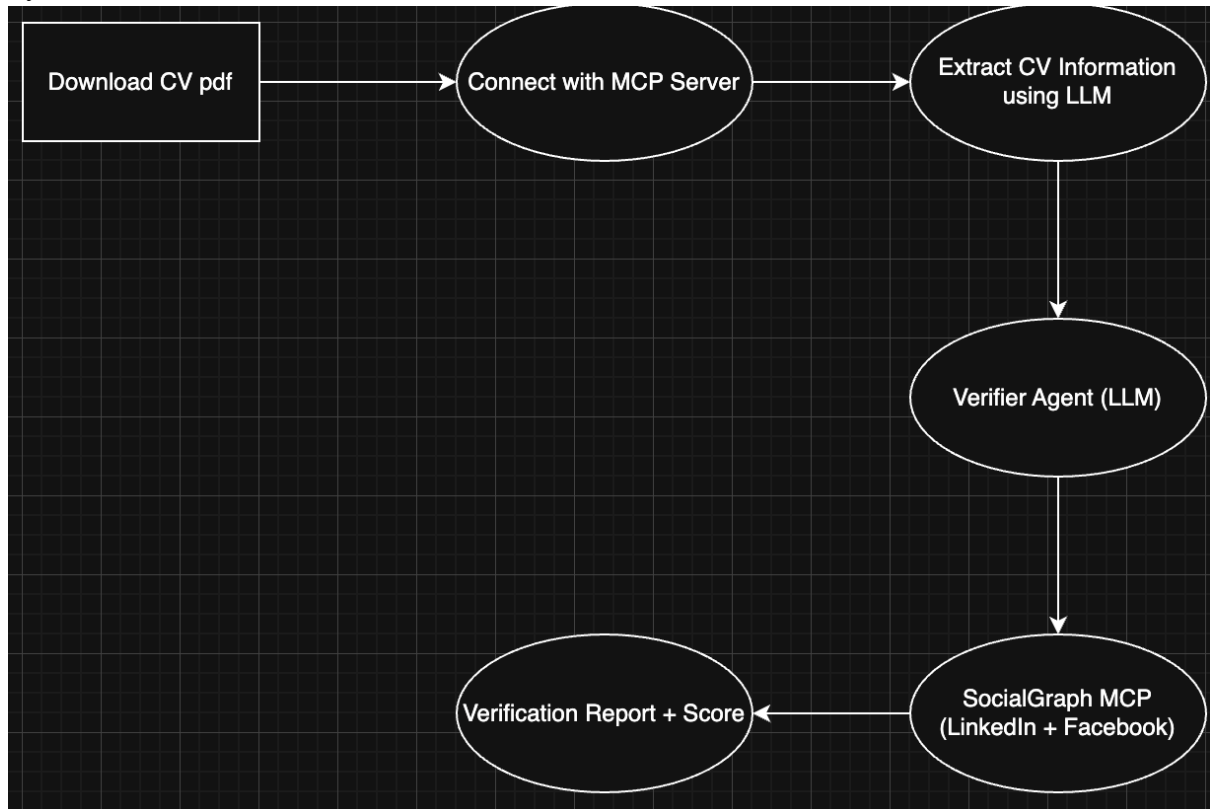 Download CV pdf
Connect with MCP Server
Extract CV Information
using LLM
Verifier Agent (LLM)
SocialGraph MCP
(LinkedIn + Facebook)
Verification Report + Score